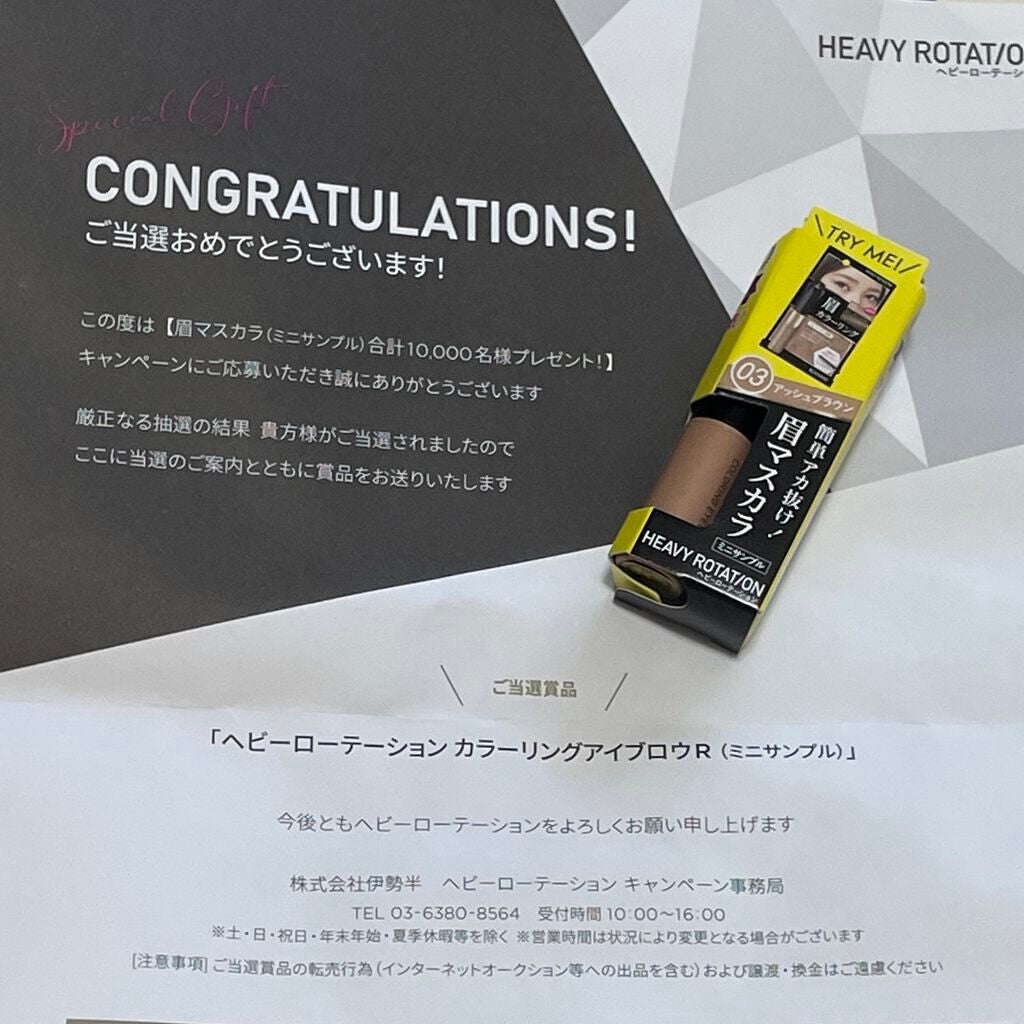 HEAVY ROTAT/O
ヘビーローテーシ
Special Gift
CONGRATULATIONS!
ご当選おめでとうございます!
この度は【眉マスカラ(ミニサンプル)合計10,000名様プレゼント!】
キャンペーンにご応募いただき誠にありがとうございます
厳正なる抽選の結果 貴方様がご当選されましたので
ここに当選のご案内とともに賞品をお送りいたします
\TRY ME!/
眉
カラーリング
03 アッシュブラウン
簡単アカ抜け!
眉マスカラ
ミニサンプル
COLORING EYE
HEAVY ROTAT/ON
ヘビーローテーション
ご当選賞品
「ヘビーローテーション カラーリングアイブロウR(ミニサンプル)」
今後ともヘビーローテーションをよろしくお願い申し上げます
株式会社伊勢半 ヘビーローテーション キャンペーン事務局
TEL 03-6380-8564 受付時間 10:00~16:00
※土・日・祝日・年末年始・夏季休暇等を除く ※営業時間は状況により変更となる場合がございます
[注意事項] ご当選賞品の転売行為(インターネットオークション等への出品を含む)および譲渡・換金はご遠慮ください